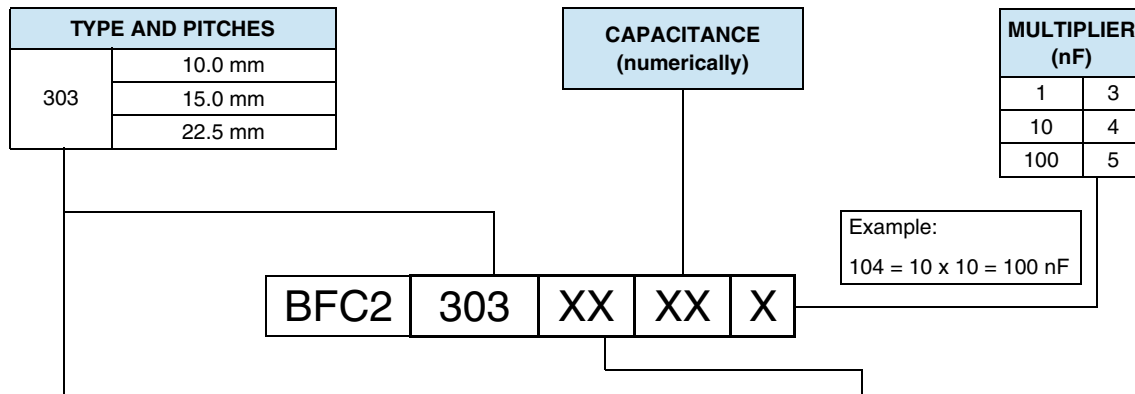 TYPE AND PITCHES
303
10.0 mm
15.0 mm
22.5 mm
CAPACITANCE
(numerically)
MULTIPLIER
(nF)
1 3
10 4
100 5
Example:
104 = 10 x 10 = 100 nF
BFC2 303 XX XX X